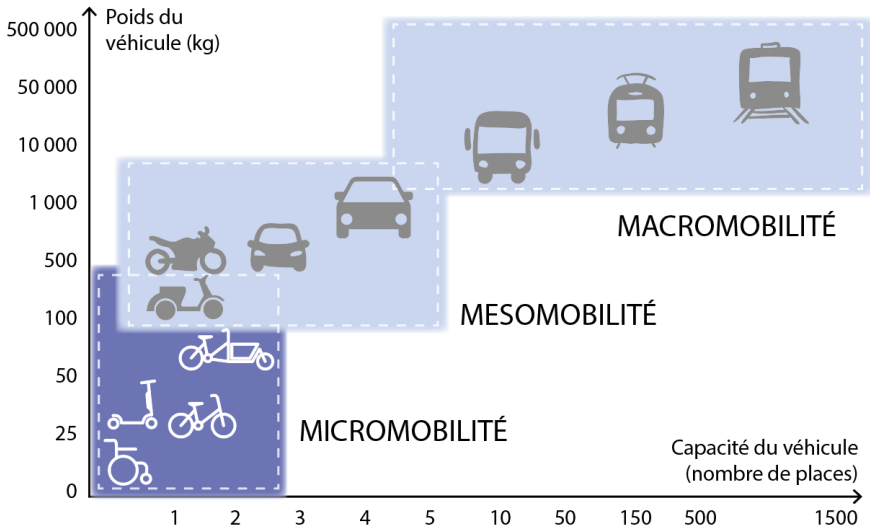 Poids du
véhicule (kg)
500 000
50 000
10 000
1 000
500
100
50
25
0
MACROMOBILITÉ
MESOMOBILITÉ
MICROMOBILITÉ
Capacité du véhicule
(nombre de places)
1 2 3 4 5 10 50 150 500 1500